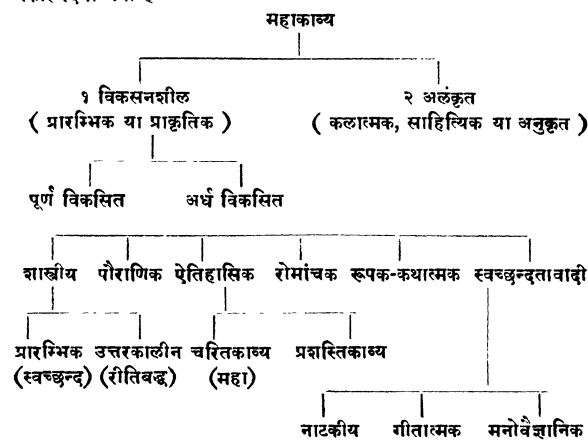 महाकाव्य
१ विकसनशील २ अलंकृत
( प्रारम्भिक या प्राकृतिक ) ( कलात्मक, साहित्यिक या अनुकृत )
पूर्ण विकसित अर्ध विकसित
शास्त्रीय पौराणिक ऐतिहासिक रोमांचक रूपक-कथात्मक स्वच्छन्दतावादी
प्रारम्भिक उत्तरकालीन चरितकाव्य प्रशस्तिकाव्य
(स्वच्छन्द) (रीतिबद्ध) (महा)
नाटकीय गीतात्मक मनोवैज्ञानिक